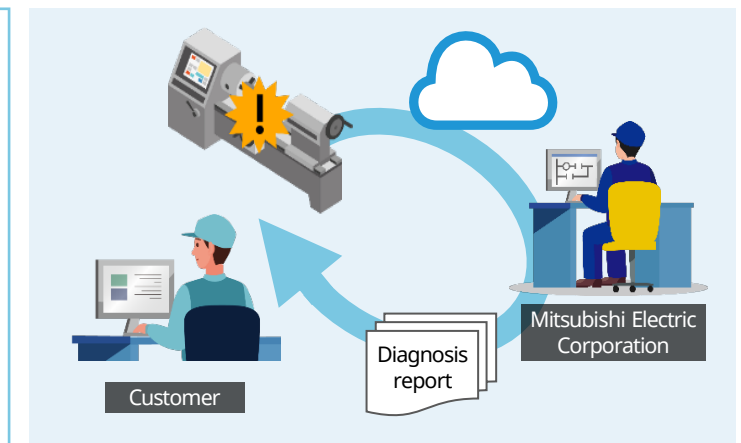 !
Mitsubishi Electric
Corporation
Diagnosis
report
Customer